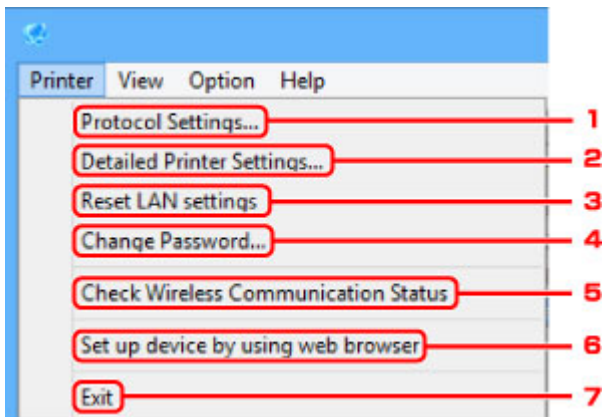 Printer View Option Help
Protocol Settings... 1
Detailed Printer Settings... 2
Reset LAN settings 3
Change Password... 4
Check Wireless Communication Status 5
Set up device by using web browser 6
Exit 7